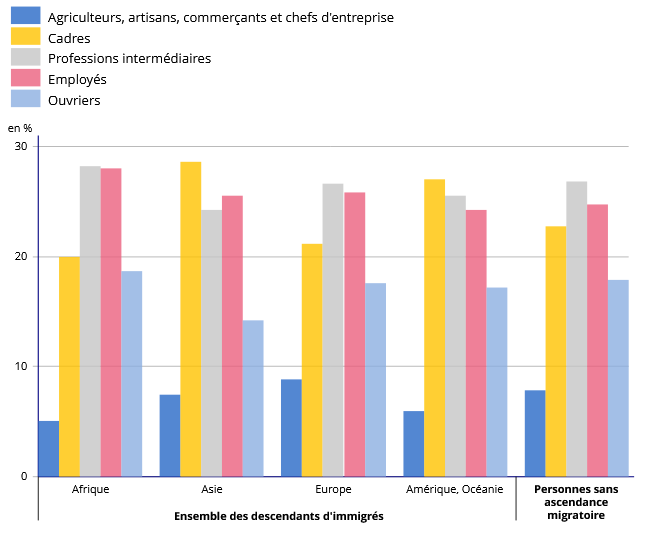 Agriculteurs, artisans, commerçants et chefs d'entreprise
Cadres
Professions intermédiaires
Employés
Ouvriers
en %
30
20
10
0
Afrique
Asie
Europe
Amérique, Océanie
Personnes sans
ascendance
migratoire
Ensemble des descendants d'immigrés